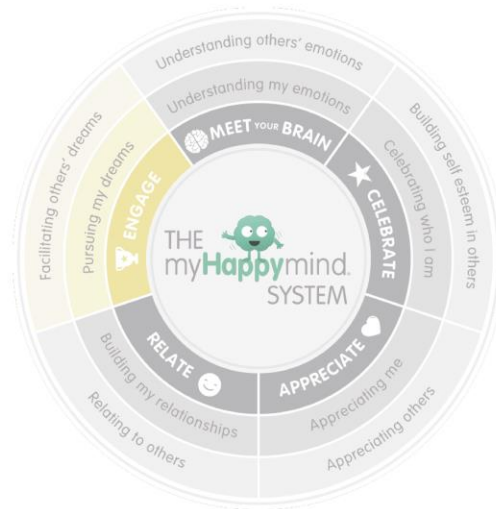 Understanding others' emotions
Understanding my emotions
MEET YOUR BRAIN
Building self esteem in others
Celebrating who I am
CELEBRATE
Appreciating others
Appreciating me
APPRECIATE
Relating to others
Building my relationships
RELATE
Facilitating others' dreams
Pursuing my dreams
ENGAGE
THE
myHappymind.
SYSTEM